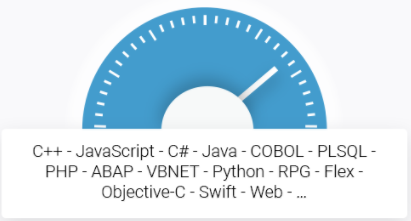 C++ - JavaScript - C# - Java - COBOL - PLSQL -
PHP - ABAP - VBNET - Python - RPG - Flex -
Objective-C - Swift - Web - ...